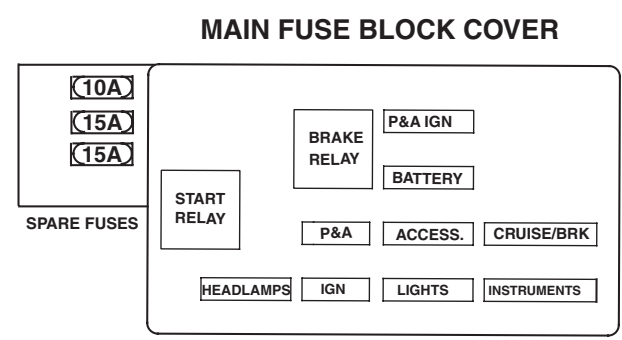 MAIN FUSE BLOCK COVER
10A
15A
15A
SPARE FUSES
START
RELAY
BRAKE
RELAY
P&A IGN
BATTERY
P&A
ACCESS.
CRUISE/BRK
HEADLAMPS
IGN
LIGHTS
INSTRUMENTS